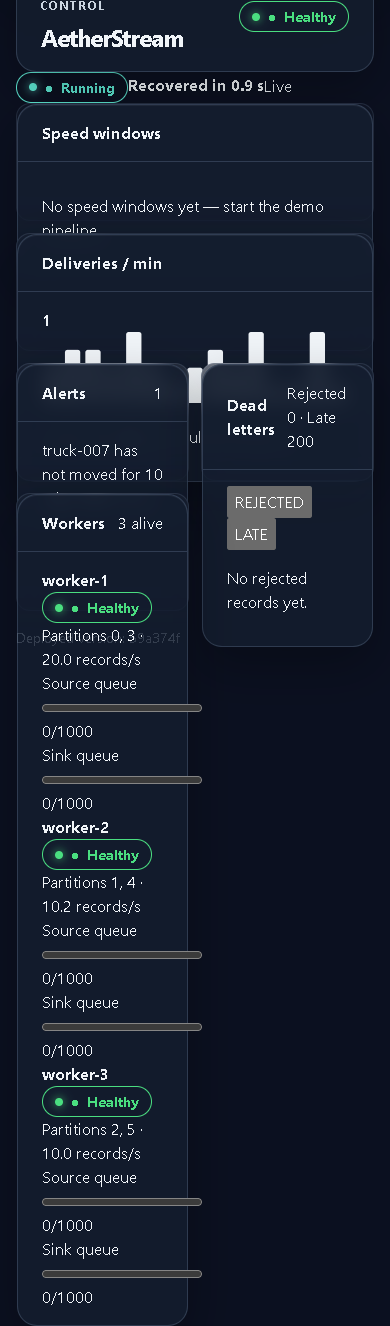 CONTROL
AetherStream
Healthy
Running
Recovered in 0.9 s
Live
Speed windows
No speed windows yet — start the demo
pipeline
Deliveries / min
1
Alerts
1
truck-007 has
not moved for 10
Dead
letters
Rejected
0 · Late
200
REJECTED
LATE
No rejected
records yet.
Workers
3 alive
worker-1
Healthy
Partitions 0, 3 ·
20.0 records/s
Source queue
0/1000
Sink queue
0/1000
worker-2
Healthy
Partitions 1, 4 ·
10.2 records/s
Source queue
0/1000
Sink queue
0/1000
worker-3
Healthy
Partitions 2, 5 ·
10.0 records/s
Source queue
0/1000
Sink queue
0/1000